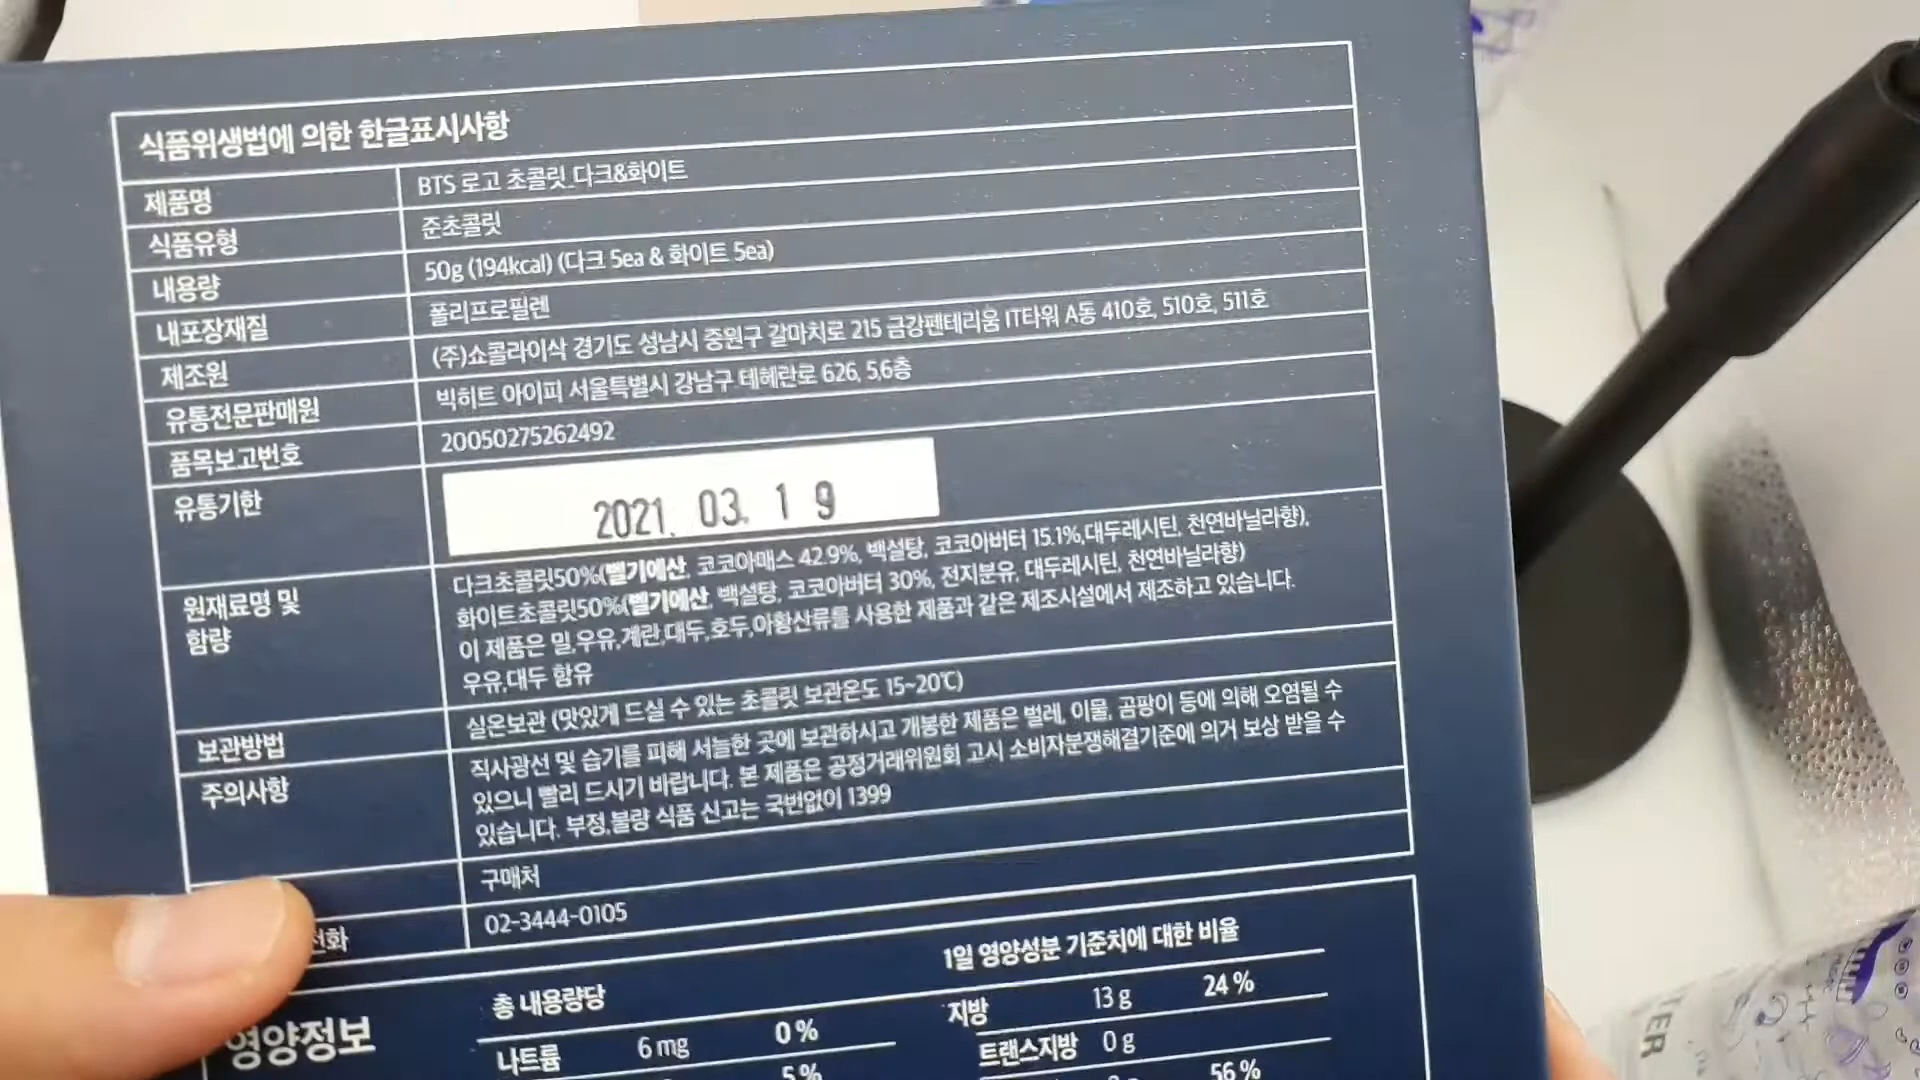 식품위생법에 의한 한글표시사항
제품명 BTS 로고 초콜릿_다크&화이트
식품유형 준초콜릿
내용량 50g (194kcal) (다크 5ea & 화이트 5ea)
내포장재질 폴리프로필렌
제조원 (주)쇼콜라이삭 경기도 성남시 중원구 갈마치로 215 금강펜테리움 IT타워 A동 410호, 510호, 511호
유통전문판매원 빅히트 아이피 서울특별시 강남구 테헤란로 626, 5,6층
품목보고번호 20050275262492
유통기한 2021. 03. 1 9
원재료명 및 함량
다크초콜릿50%(벨기에산, 코코아매스 42.9%, 백설탕, 코코아버터 15.1%,대두레시틴, 천연바닐라향),
화이트초콜릿50%(벨기에산, 백설탕, 코코아버터 30%, 전지분유, 대두레시틴, 천연바닐라향)
이 제품은 밀,우유,계란,대두,호두,아황산류를 사용한 제품과 같은 제조시설에서 제조하고 있습니다.
우유,대두 함유
보관방법 실온보관 (맛있게 드실 수 있는 초콜릿 보관온도 15~20℃)
주의사항 직사광선 및 습기를 피해 서늘한 곳에 보관하시고 개봉한 제품은 벌레, 이물, 곰팡이 등에 의해 오염될 수
있으니 빨리 드시기 바랍니다. 본 제품은 공정거래위원회 고시 소비자분쟁해결기준에 의거 보상 받을 수
있습니다. 부정,불량 식품 신고는 국번없이 1399
구매처
전화 02-3444-0105
영양정보
총 내용량당
1일 영양성분 기준치에 대한 비율
나트륨 6 mg 0 %
지방 13 g 24 %
트랜스지방 0 g
5 %
56 %
TER